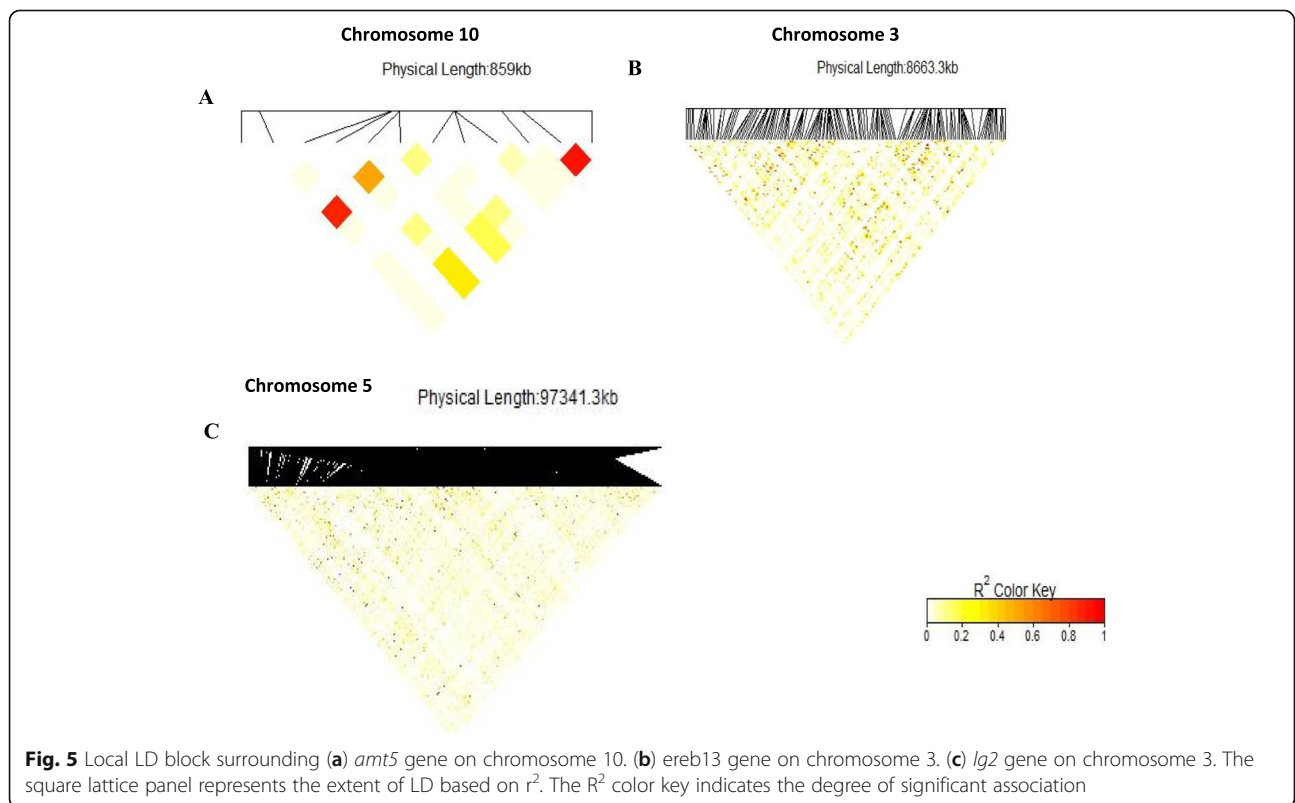 Chromosome 10
Physical Length:859kb
A
Chromosome 3
Physical Length:8663.3kb
B
Chromosome 5
Physical Length:97341.3kb
C
R² Color Key
0 0.2 0.4 0.6 0.8 1
Fig. 5 Local LD block surrounding (a) amt5 gene on chromosome 10. (b) ereb13 gene on chromosome 3. (c) lg2 gene on chromosome 3. The
square lattice panel represents the extent of LD based on r². The R² color key indicates the degree of significant association